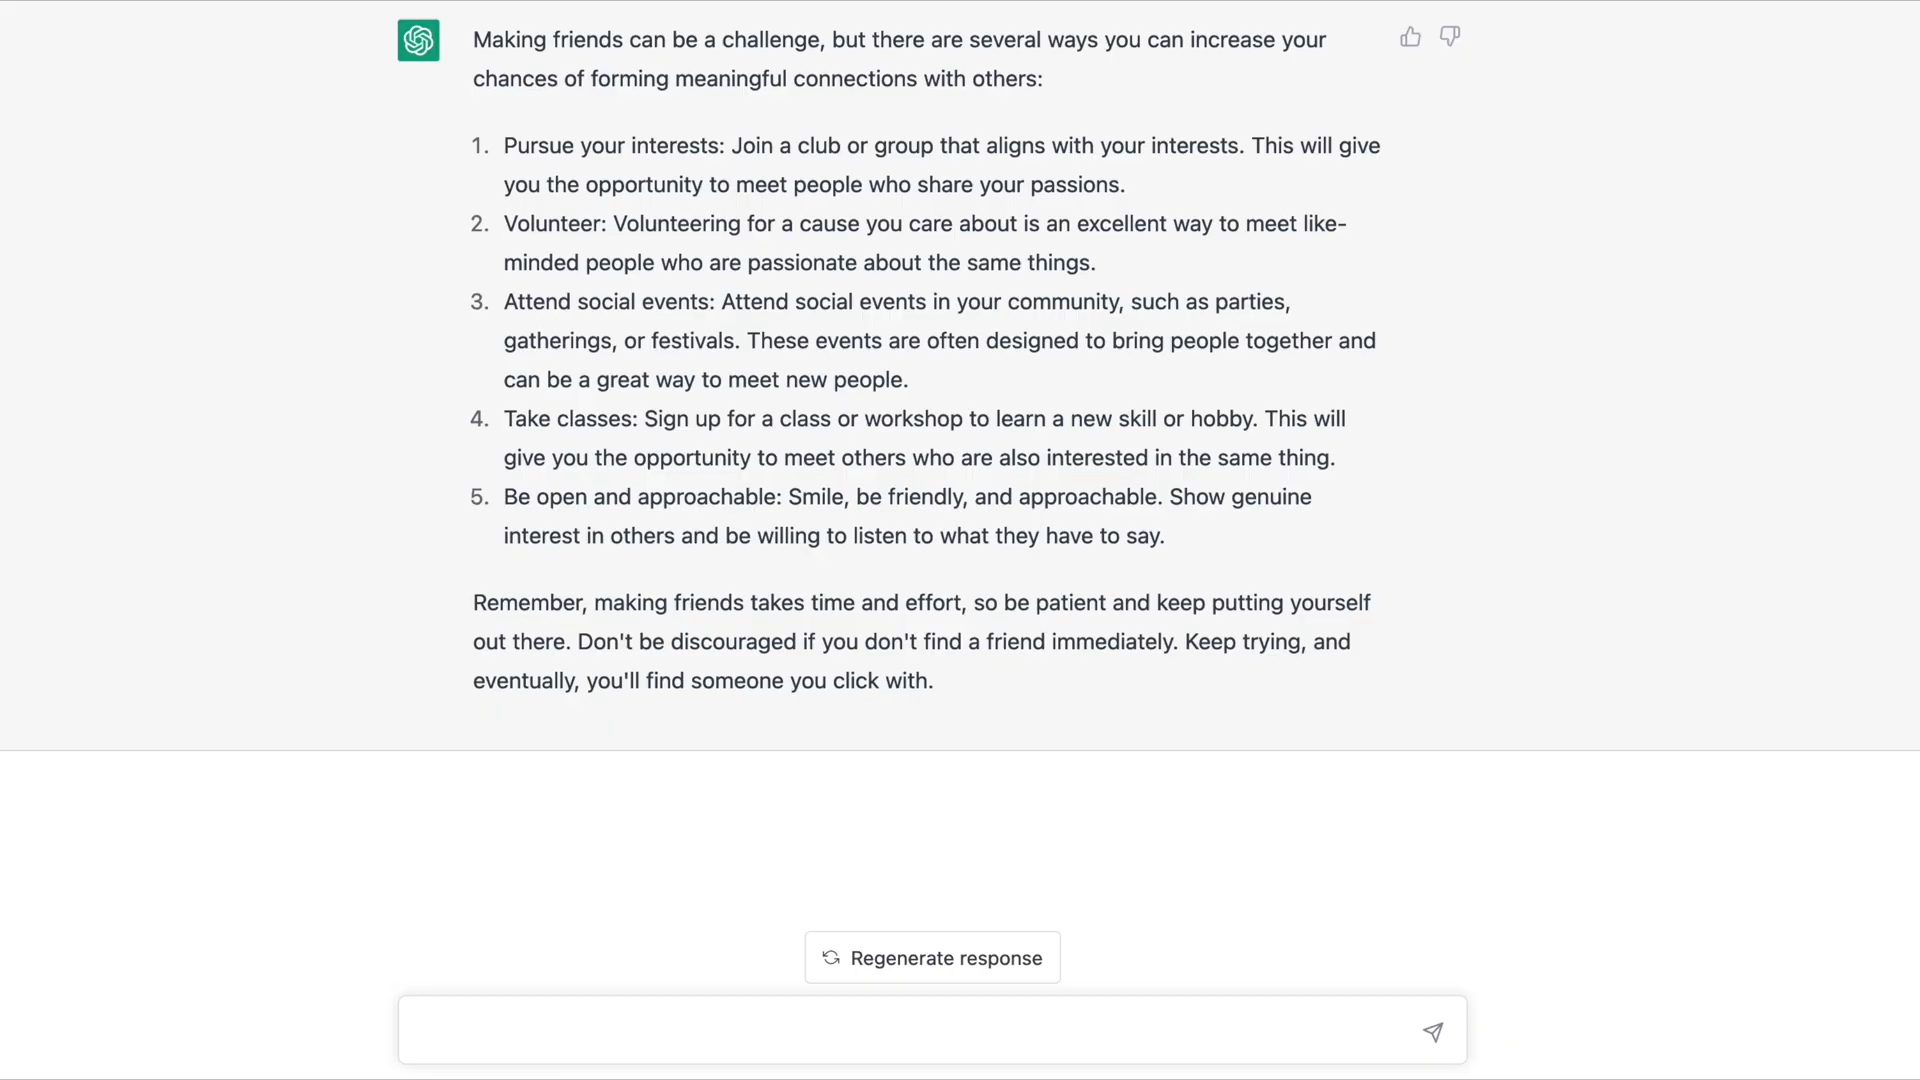 Making friends can be a challenge, but there are several ways you can increase your
chances of forming meaningful connections with others:
1. Pursue your interests: Join a club or group that aligns with your interests. This will give
you the opportunity to meet people who share your passions.
2. Volunteer: Volunteering for a cause you care about is an excellent way to meet like-
minded people who are passionate about the same things.
3. Attend social events: Attend social events in your community, such as parties,
gatherings, or festivals. These events are often designed to bring people together and
can be a great way to meet new people.
4. Take classes: Sign up for a class or workshop to learn a new skill or hobby. This will
give you the opportunity to meet others who are also interested in the same thing.
5. Be open and approachable: Smile, be friendly, and approachable. Show genuine
interest in others and be willing to listen to what they have to say.
Remember, making friends takes time and effort, so be patient and keep putting yourself
out there. Don't be discouraged if you don't find a friend immediately. Keep trying, and
eventually, you'll find someone you click with.
Regenerate response